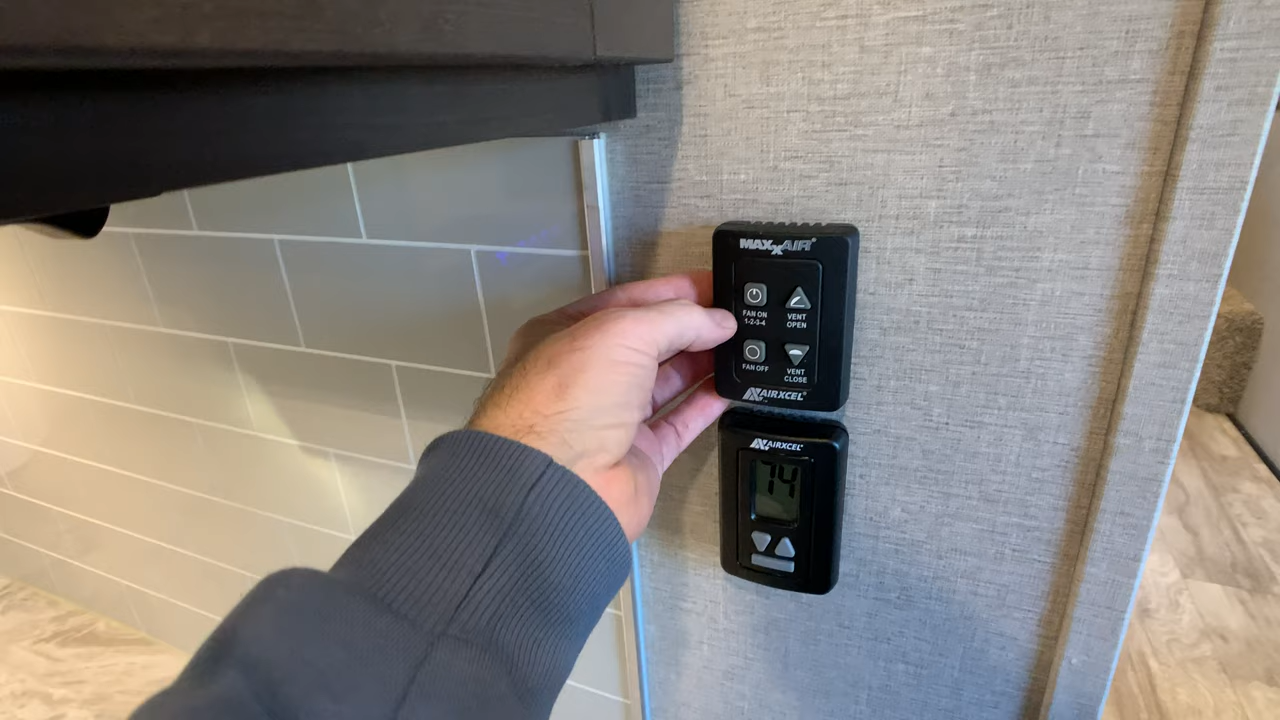 MAXXAIR®
FAN ON
1-2-3-4
VENT
OPEN
FAN OFF
VENT
CLOSE
AIRXCEL®
AIRXCEL®
74